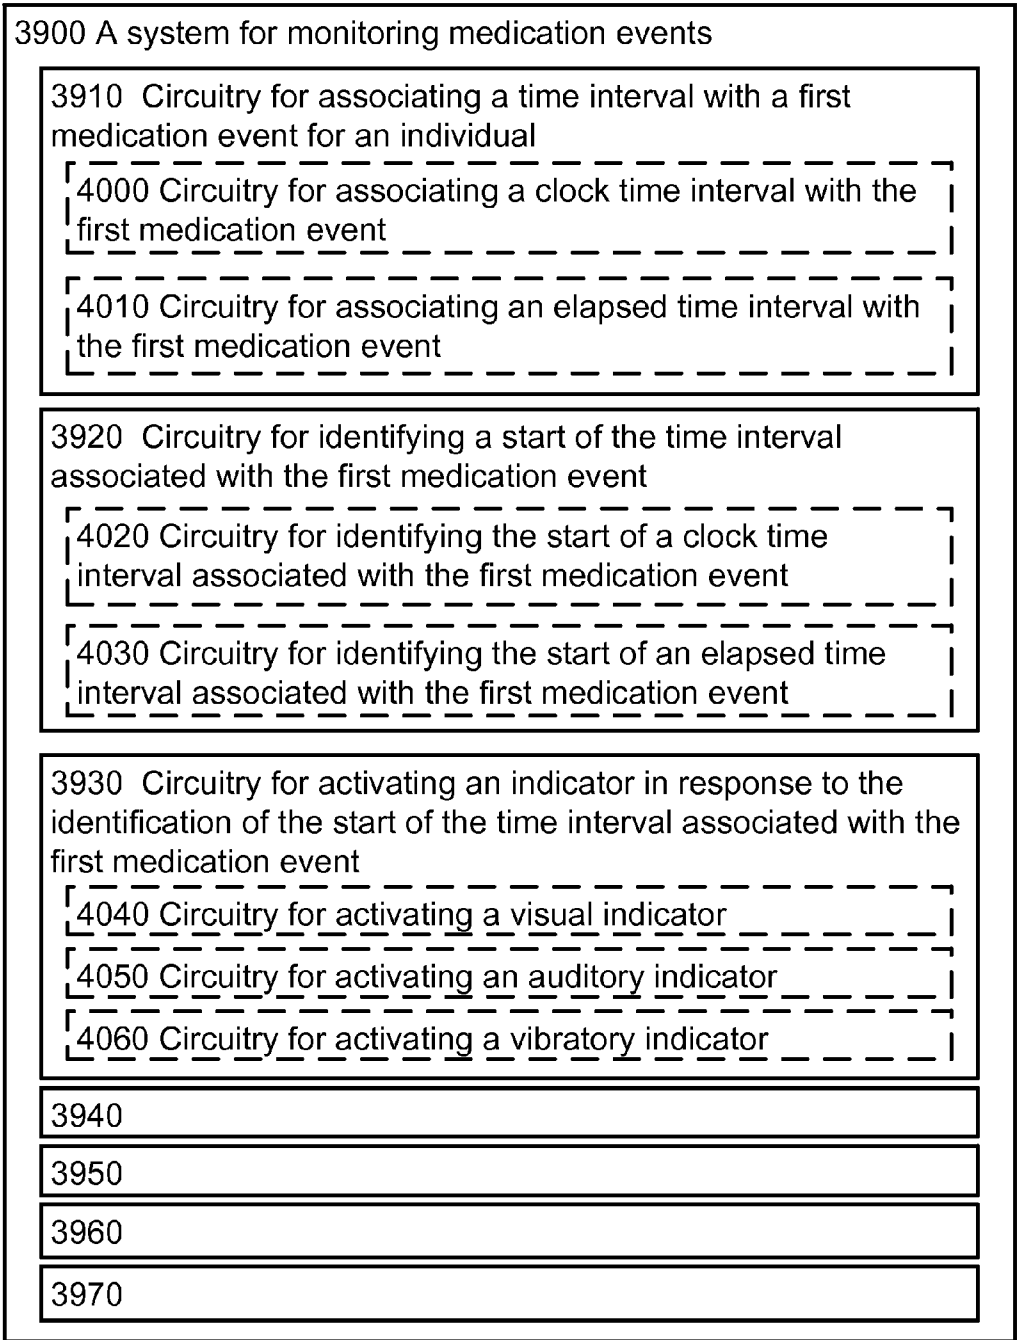 3900 A system for monitoring medication events
3910 Circuitry for associating a time interval with a first
medication event for an individual
4000 Circuitry for associating a clock time interval with the
first medication event
4010 Circuitry for associating an elapsed time interval with
the first medication event
3920 Circuitry for identifying a start of the time interval
associated with the first medication event
4020 Circuitry for identifying the start of a clock time
interval associated with the first medication event
4030 Circuitry for identifying the start of an elapsed time
interval associated with the first medication event
3930 Circuitry for activating an indicator in response to the
identification of the start of the time interval associated with the
first medication event
4040 Circuitry for activating a visual indicator
4050 Circuitry for activating an auditory indicator
4060 Circuitry for activating a vibratory indicator
3940
3950
3960
3970